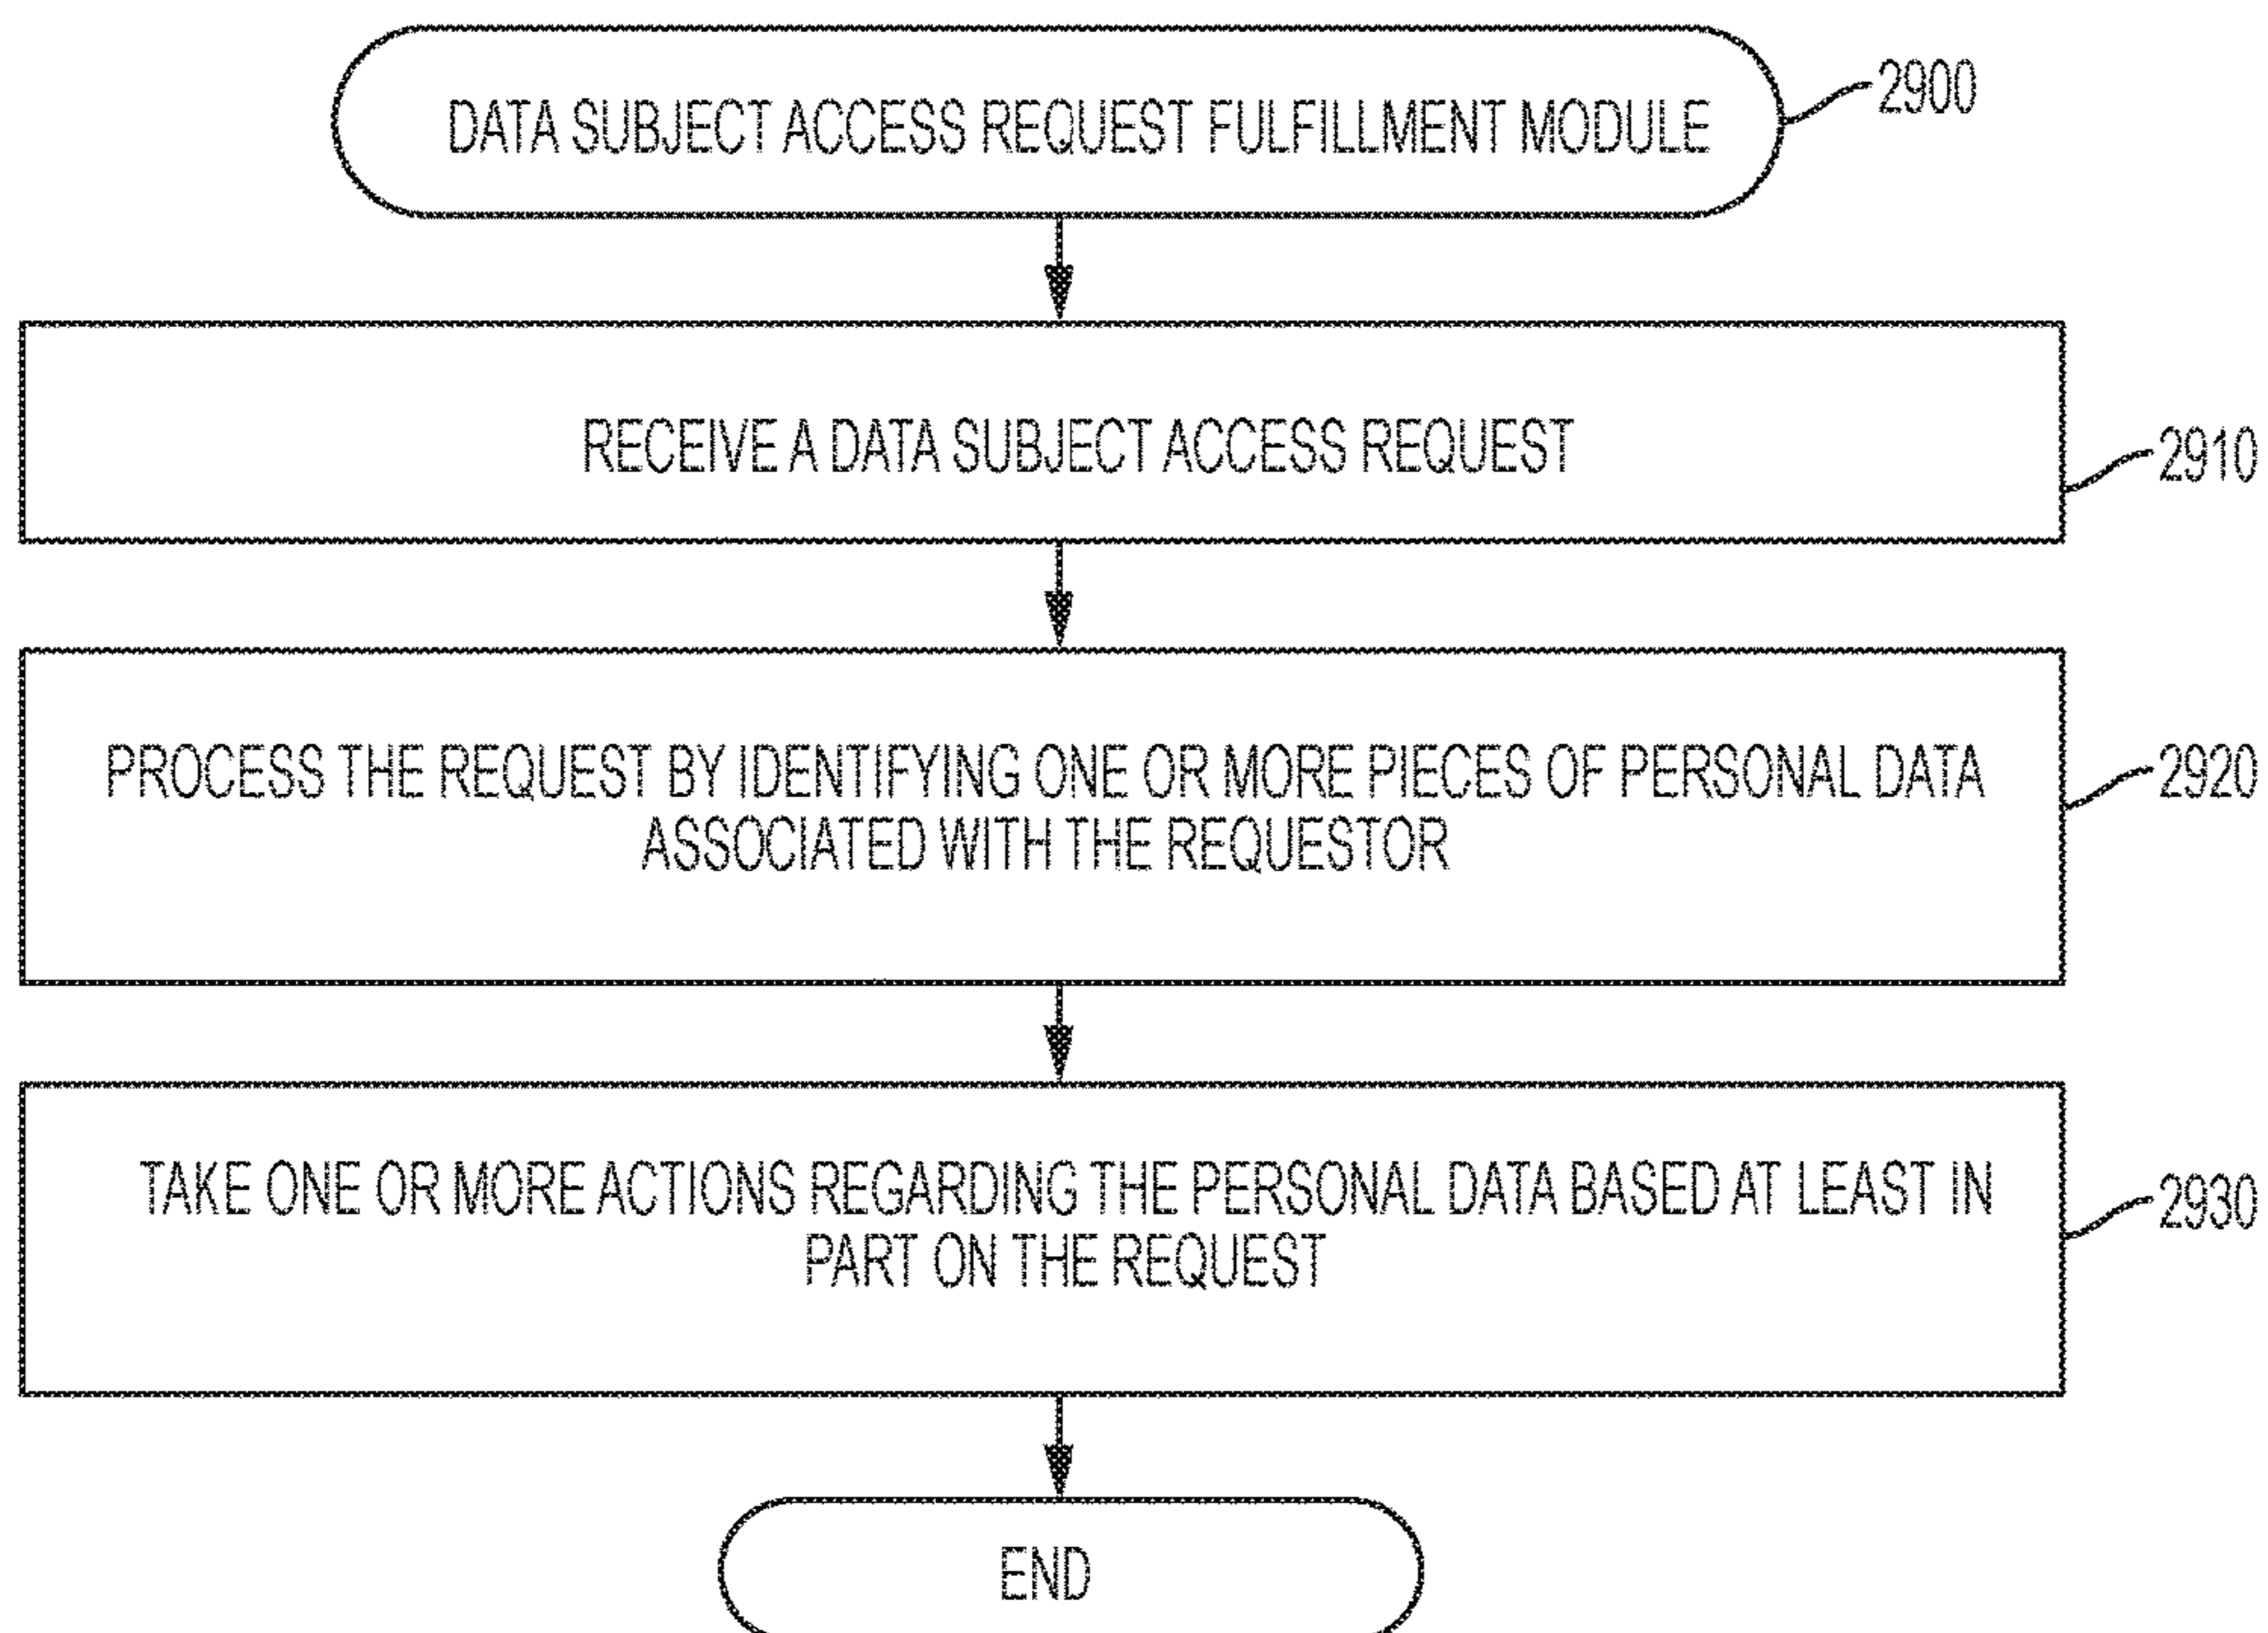 DATA SUBJECT ACCESS REQUEST FULFILLMENT MODULE
2900
RECEIVE A DATA SUBJECT ACCESS REQUEST
2910
PROCESS THE REQUEST BY IDENTIFYING ONE OR MORE PIECES OF PERSONAL DATA
ASSOCIATED WITH THE REQUESTOR
2920
TAKE ONE OR MORE ACTIONS REGARDING THE PERSONAL DATA BASED AT LEAST IN
PART ON THE REQUEST
2930
END